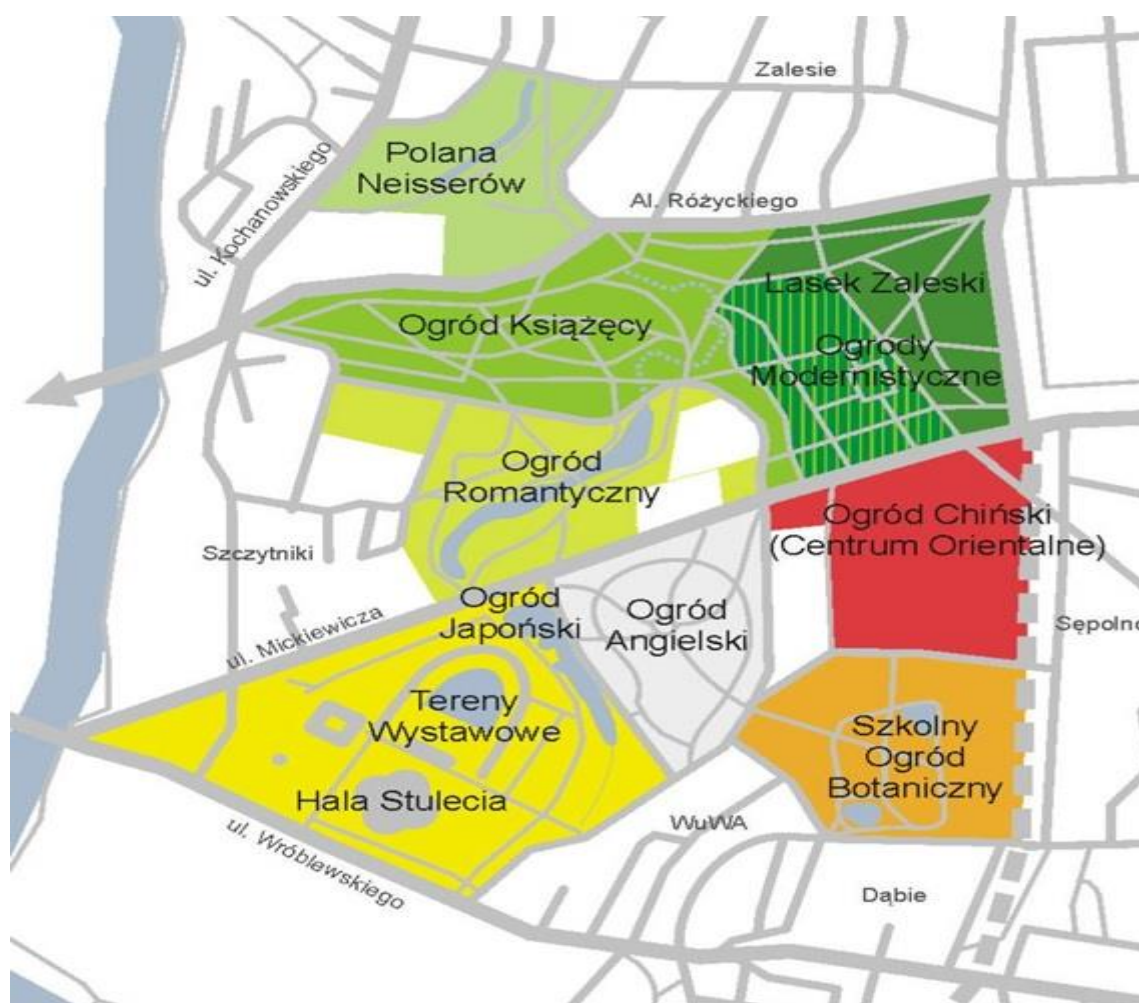 Zalesie
Polana
Neisserów
Al. Różyckiego
ul. Kochanowskiego
Lasek Zaleski
Ogród Książęcy
Ogrody
Modernistyczne
Ogród
Romantyczny
Ogród Chiński
(Centrum Orientalne)
Szczytniki
Ogród
Japoński
Ogród
Angielski
Sępolno
ul. Mickiewicza
Tereny
Wystawowe
Szkolny
Ogród
Botaniczny
Hala Stulecia
WuWA
ul. Wróblewskiego
Dąbie